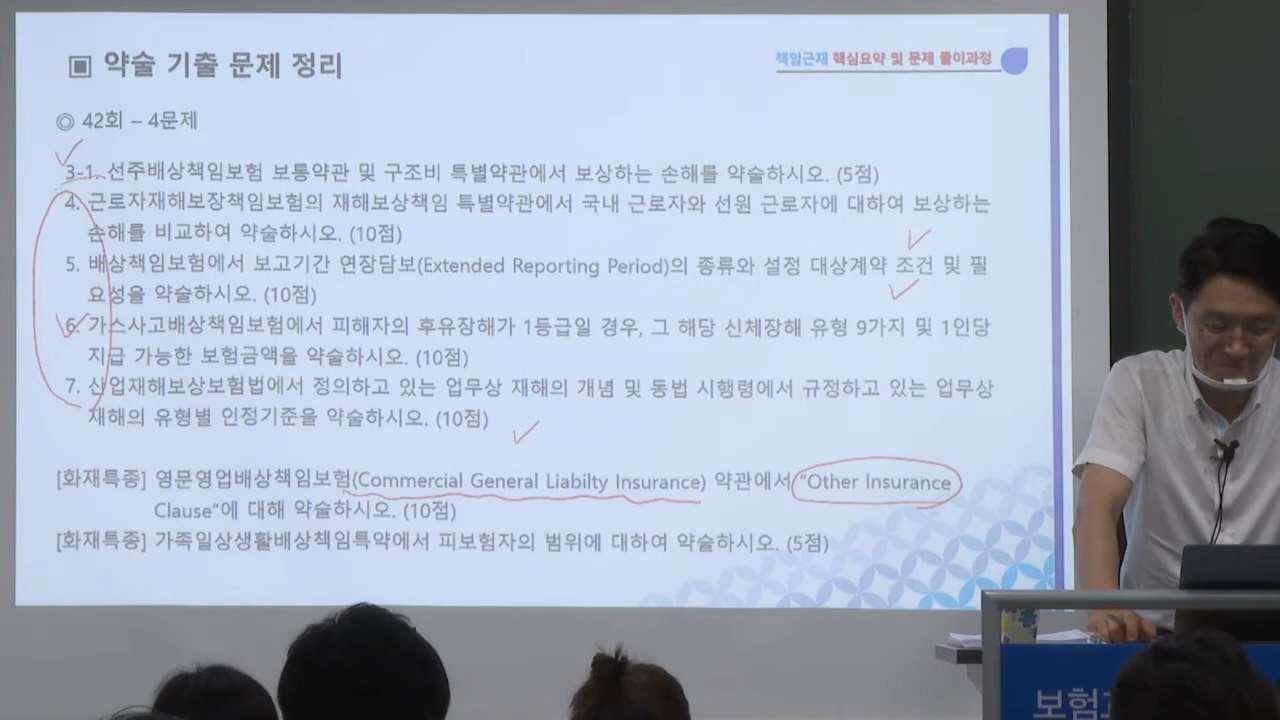 ▣ 약술 기출 문제 정리
책임근재 핵심요약 및 문제 풀이과정
◎ 42회 – 4문제
3-1. 선주배상책임보험 보통약관 및 구조비 특별약관에서 보상하는 손해를 약술하시오. (5점)
4. 근로자재해보장책임보험의 재해보상책임 특별약관에서 국내 근로자와 선원 근로자에 대하여 보상하는
손해를 비교하여 약술하시오. (10점)
5. 배상책임보험에서 보고기간 연장담보(Extended Reporting Period)의 종류와 설정 대상계약 조건 및 필
요성을 약술하시오. (10점)
6. 가스사고배상책임보험에서 피해자의 후유장해가 1등급일 경우, 그 해당 신체장해 유형 9가지 및 1인당
지급 가능한 보험금액을 약술하시오. (10점)
7. 산업재해보상보험법에서 정의하고 있는 업무상 재해의 개념 및 동법 시행령에서 규정하고 있는 업무상
재해의 유형별 인정기준을 약술하시오. (10점)
[화재특종] 영문영업배상책임보험(Commercial General Liabilty Insurance) 약관에서 "Other Insurance
Clause"에 대해 약술하시오. (10점)
[화재특종] 가족일상생활배상책임특약에서 피보험자의 범위에 대하여 약술하시오. (5점)
보험